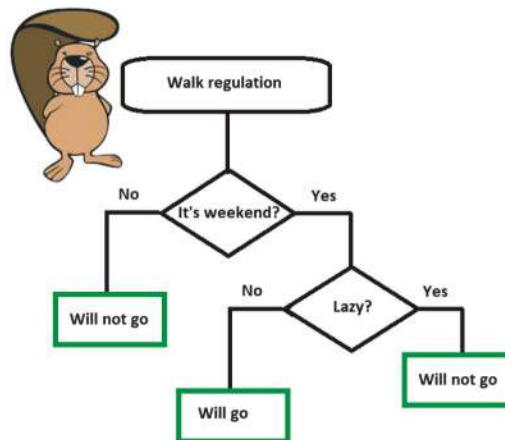 Walk regulation
No
It's weekend?
Yes
Will not go
No
Lazy?
Yes
Will go
Will not go